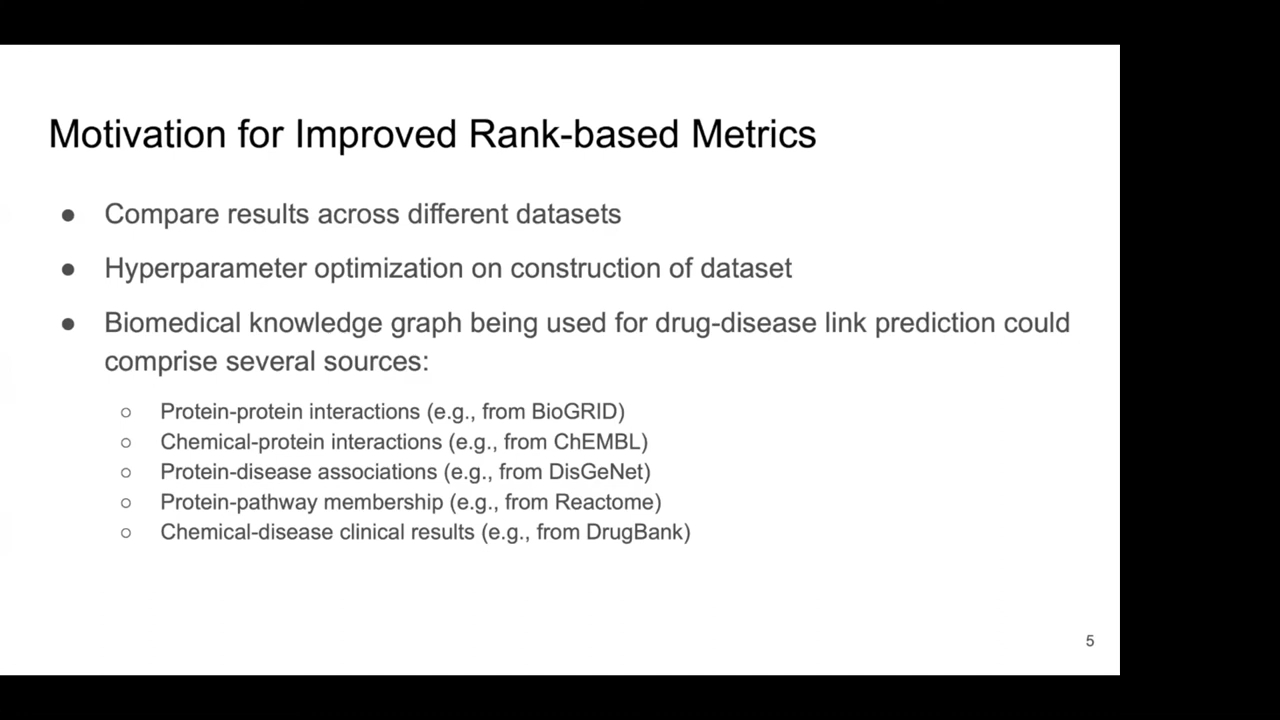 Motivation for Improved Rank-based Metrics
● Compare results across different datasets
● Hyperparameter optimization on construction of dataset
● Biomedical knowledge graph being used for drug-disease link prediction could
comprise several sources:
○ Protein-protein interactions (e.g., from BioGRID)
○ Chemical-protein interactions (e.g., from ChEMBL)
○ Protein-disease associations (e.g., from DisGeNet)
○ Protein-pathway membership (e.g., from Reactome)
○ Chemical-disease clinical results (e.g., from DrugBank)
5